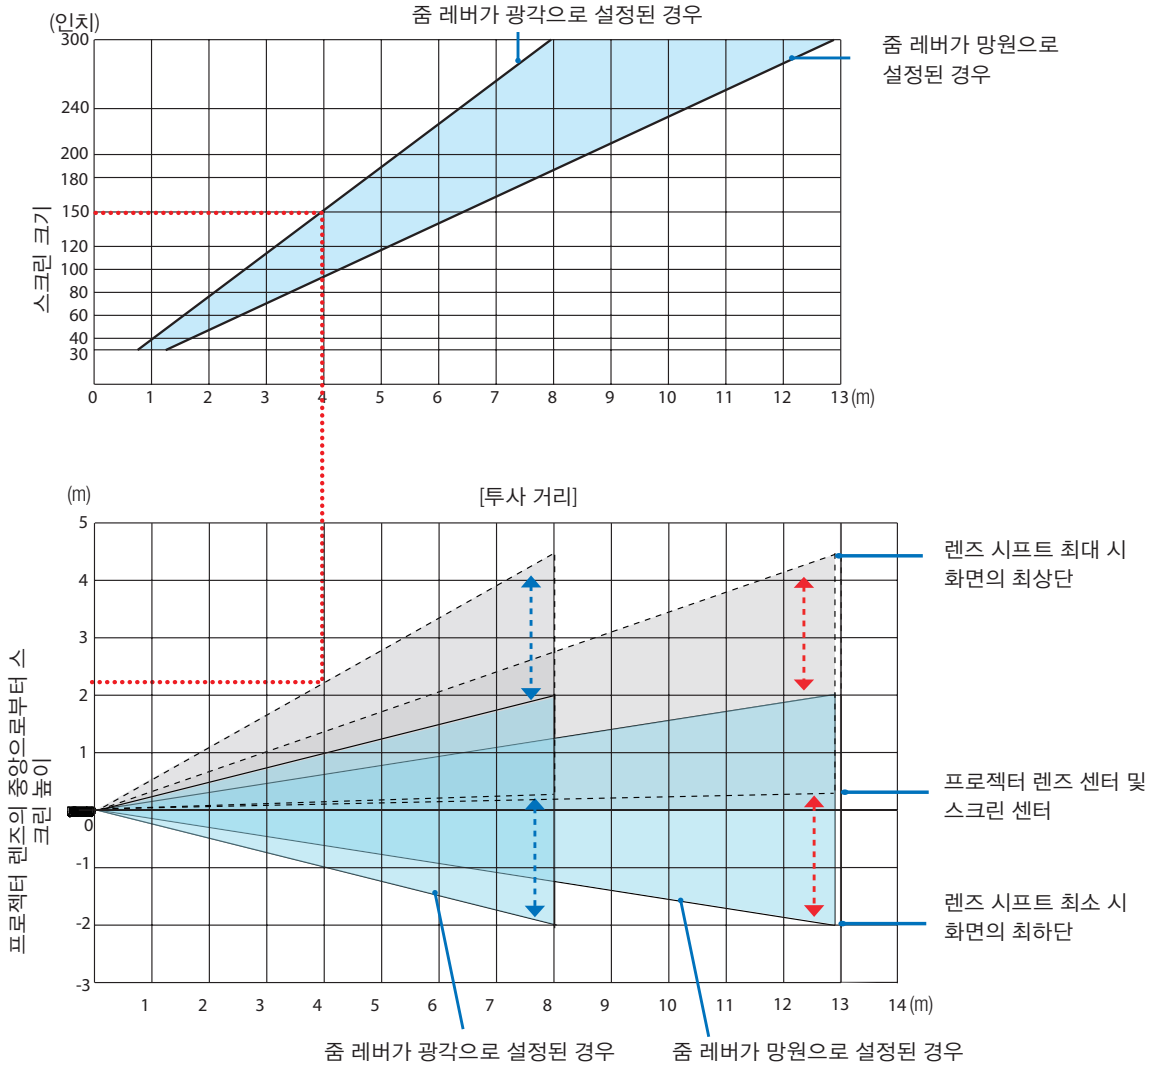 (인치)
줌 레버가 광각으로 설정된 경우
줌 레버가 망원으로
설정된 경우
300
240
200
180
150
120
100
80
60
40
30
스크린 크기
0 1 2 3 4 5 6 7 8 9 10 11 12 13 (m)
[투사 거리]
(m)
5
4
3
2
1
0
-1
-2
-3
프로젝터 렌즈의 중앙으로부터 스
크린 높이
렌즈 시프트 최대 시
화면의 최상단
프로젝터 렌즈 센터 및
스크린 센터
렌즈 시프트 최소 시
화면의 최하단
1 2 3 4 5 6 7 8 9 10 11 12 13 14 (m)
줌 레버가 광각으로 설정된 경우
줌 레버가 망원으로 설정된 경우